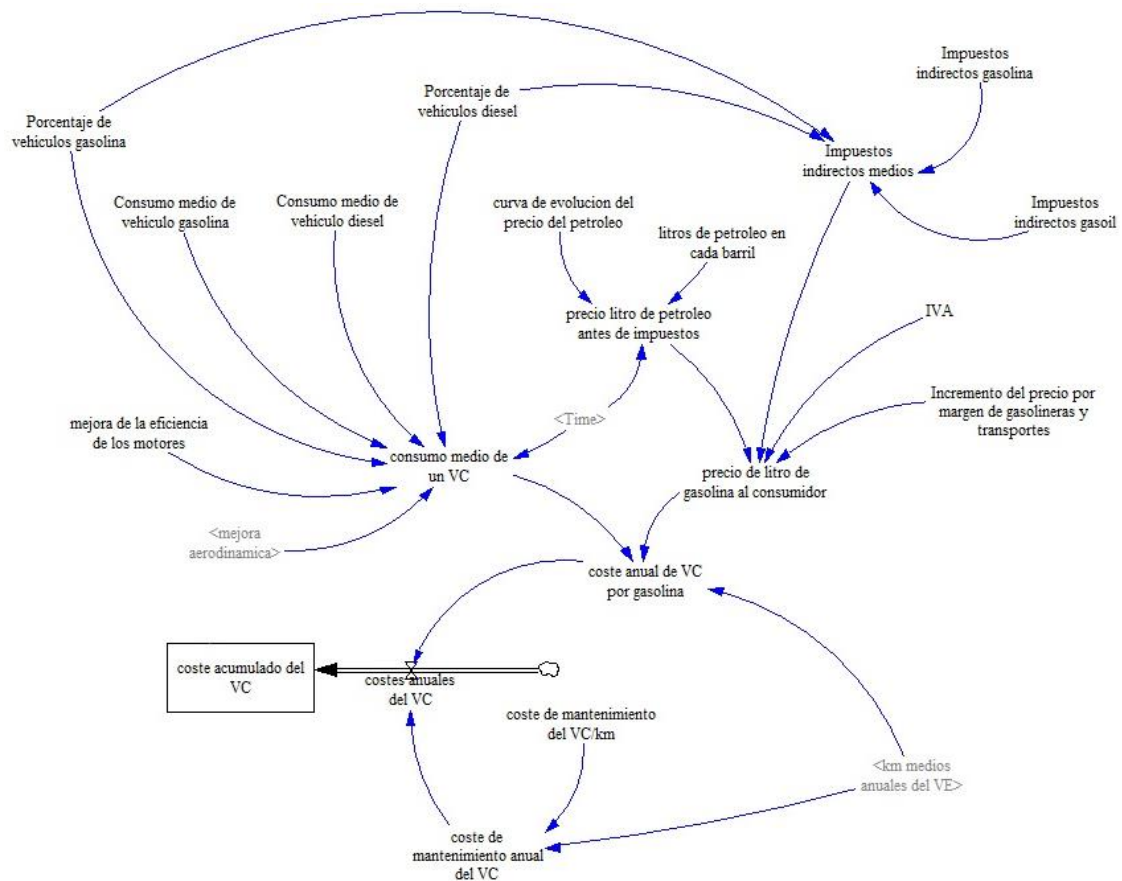 Impuestos
indirectos gasolina
Porcentaje de
vehiculos diesel
Porcentaje de
vehiculos gasolina
Impuestos
indirectos medios
Consumo medio de
vehiculo gasolina
Consumo medio de
vehiculo diesel
curva de evolucion del
precio del petroleo
Impuestos
indirectos gasoil
litros de petroleo en
cada barril
precio litro de petroleo
antes de impuestos
IVA
Incremento del precio por
margen de gasolineras y
transportes
<Time>
mejora de la eficiencia
de los motores
consumo medio de
un VC
precio de litro de
gasolina al consumidor
<mejora
aerodinamica>
coste anual de VC
por gasolina
coste acumulado del
VC
costes anuales
del VC
coste de mantenimiento
del VC/km
<km medios
anuales del VE>
coste de
mantenimiento anual
del VC